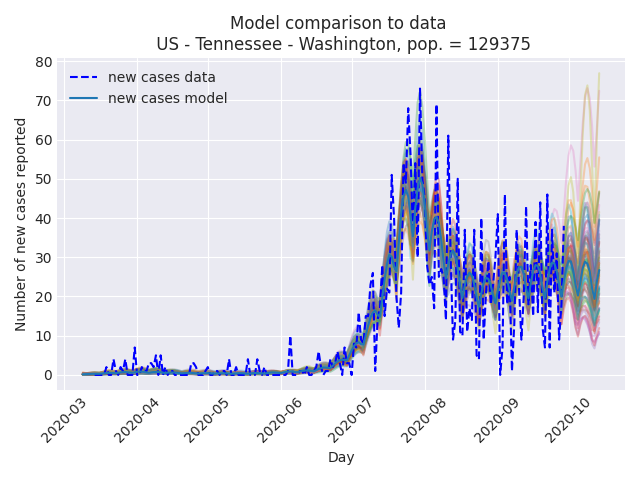 Model comparison to data
US - Tennessee - Washington, pop. = 129375
new cases data
new cases model
Number of new cases reported
80
70
60
50
40
30
20
10
0
2020-03
2020-04
2020-05
2020-06
2020-07
2020-08
2020-09
2020-10
Day